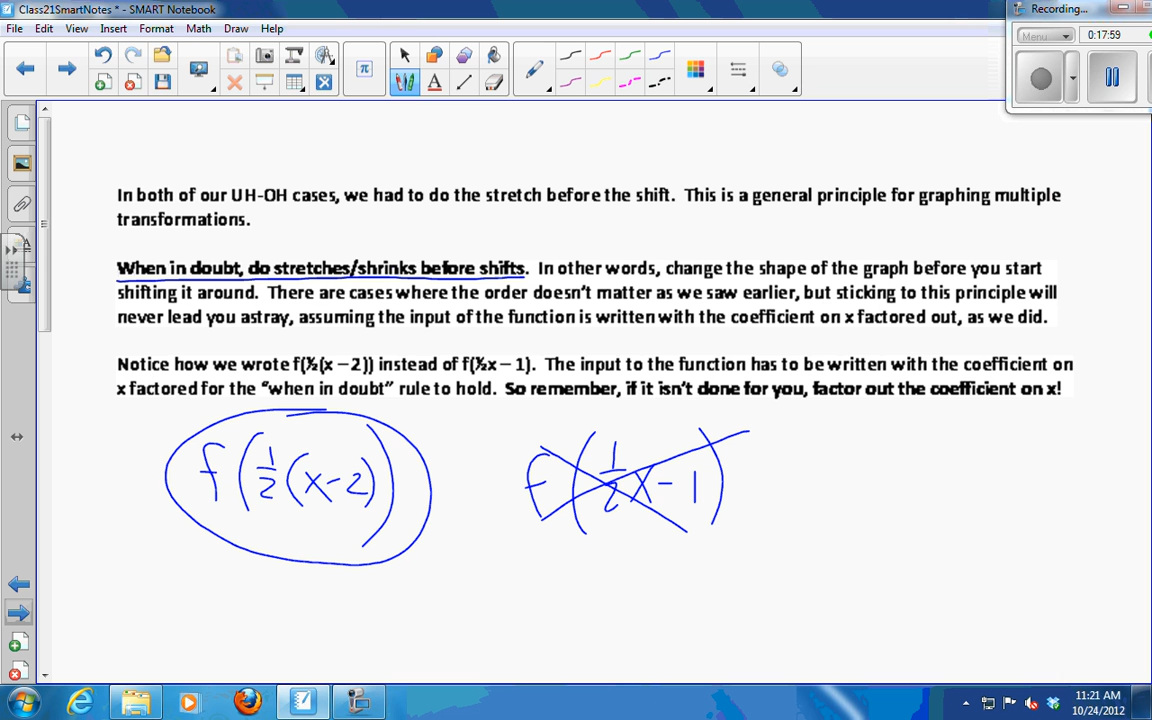 Class21SmartNotes * - SMART Notebook
Recording...
File Edit View Insert Format Math Draw Help
Menu
0:17:59
π
A
In both of our UH-OH cases, we had to do the stretch before the shift. This is a general principle for graphing multiple
transformations.
When in doubt, do stretches/shrinks before shifts. In other words, change the shape of the graph before you start
shifting it around. There are cases where the order doesn't matter as we saw earlier, but sticking to this principle will
never lead you astray, assuming the input of the function is written with the coefficient on x factored out, as we did.
Notice how we wrote f(½(x – 2)) instead of f(½x – 1). The input to the function has to be written with the coefficient on
x factored for the "when in doubt" rule to hold. So remember, if it isn't done for you, factor out the coefficient on x!
f(1/2(x-2)) f(1/2x-1)
11:21 AM
10/24/2012